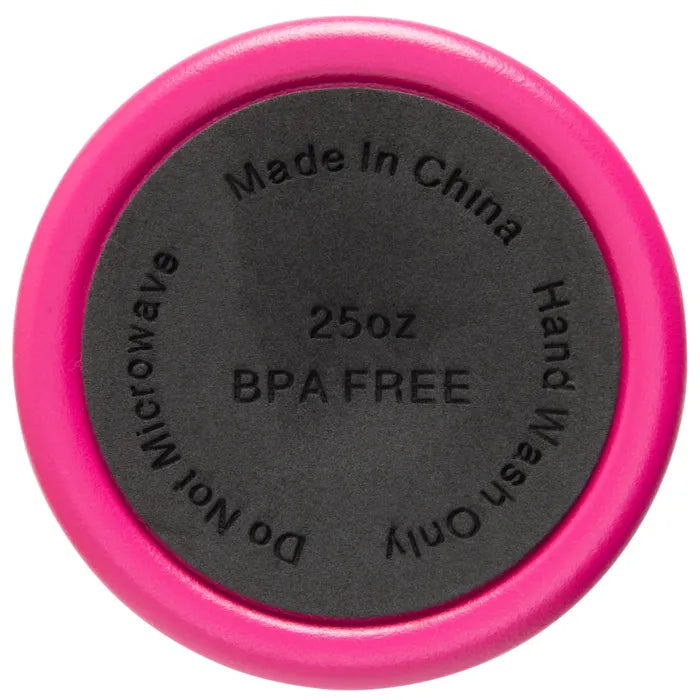 Made In China
Hand Wash Only
Do Not Microwave
25oz
BPA FREE